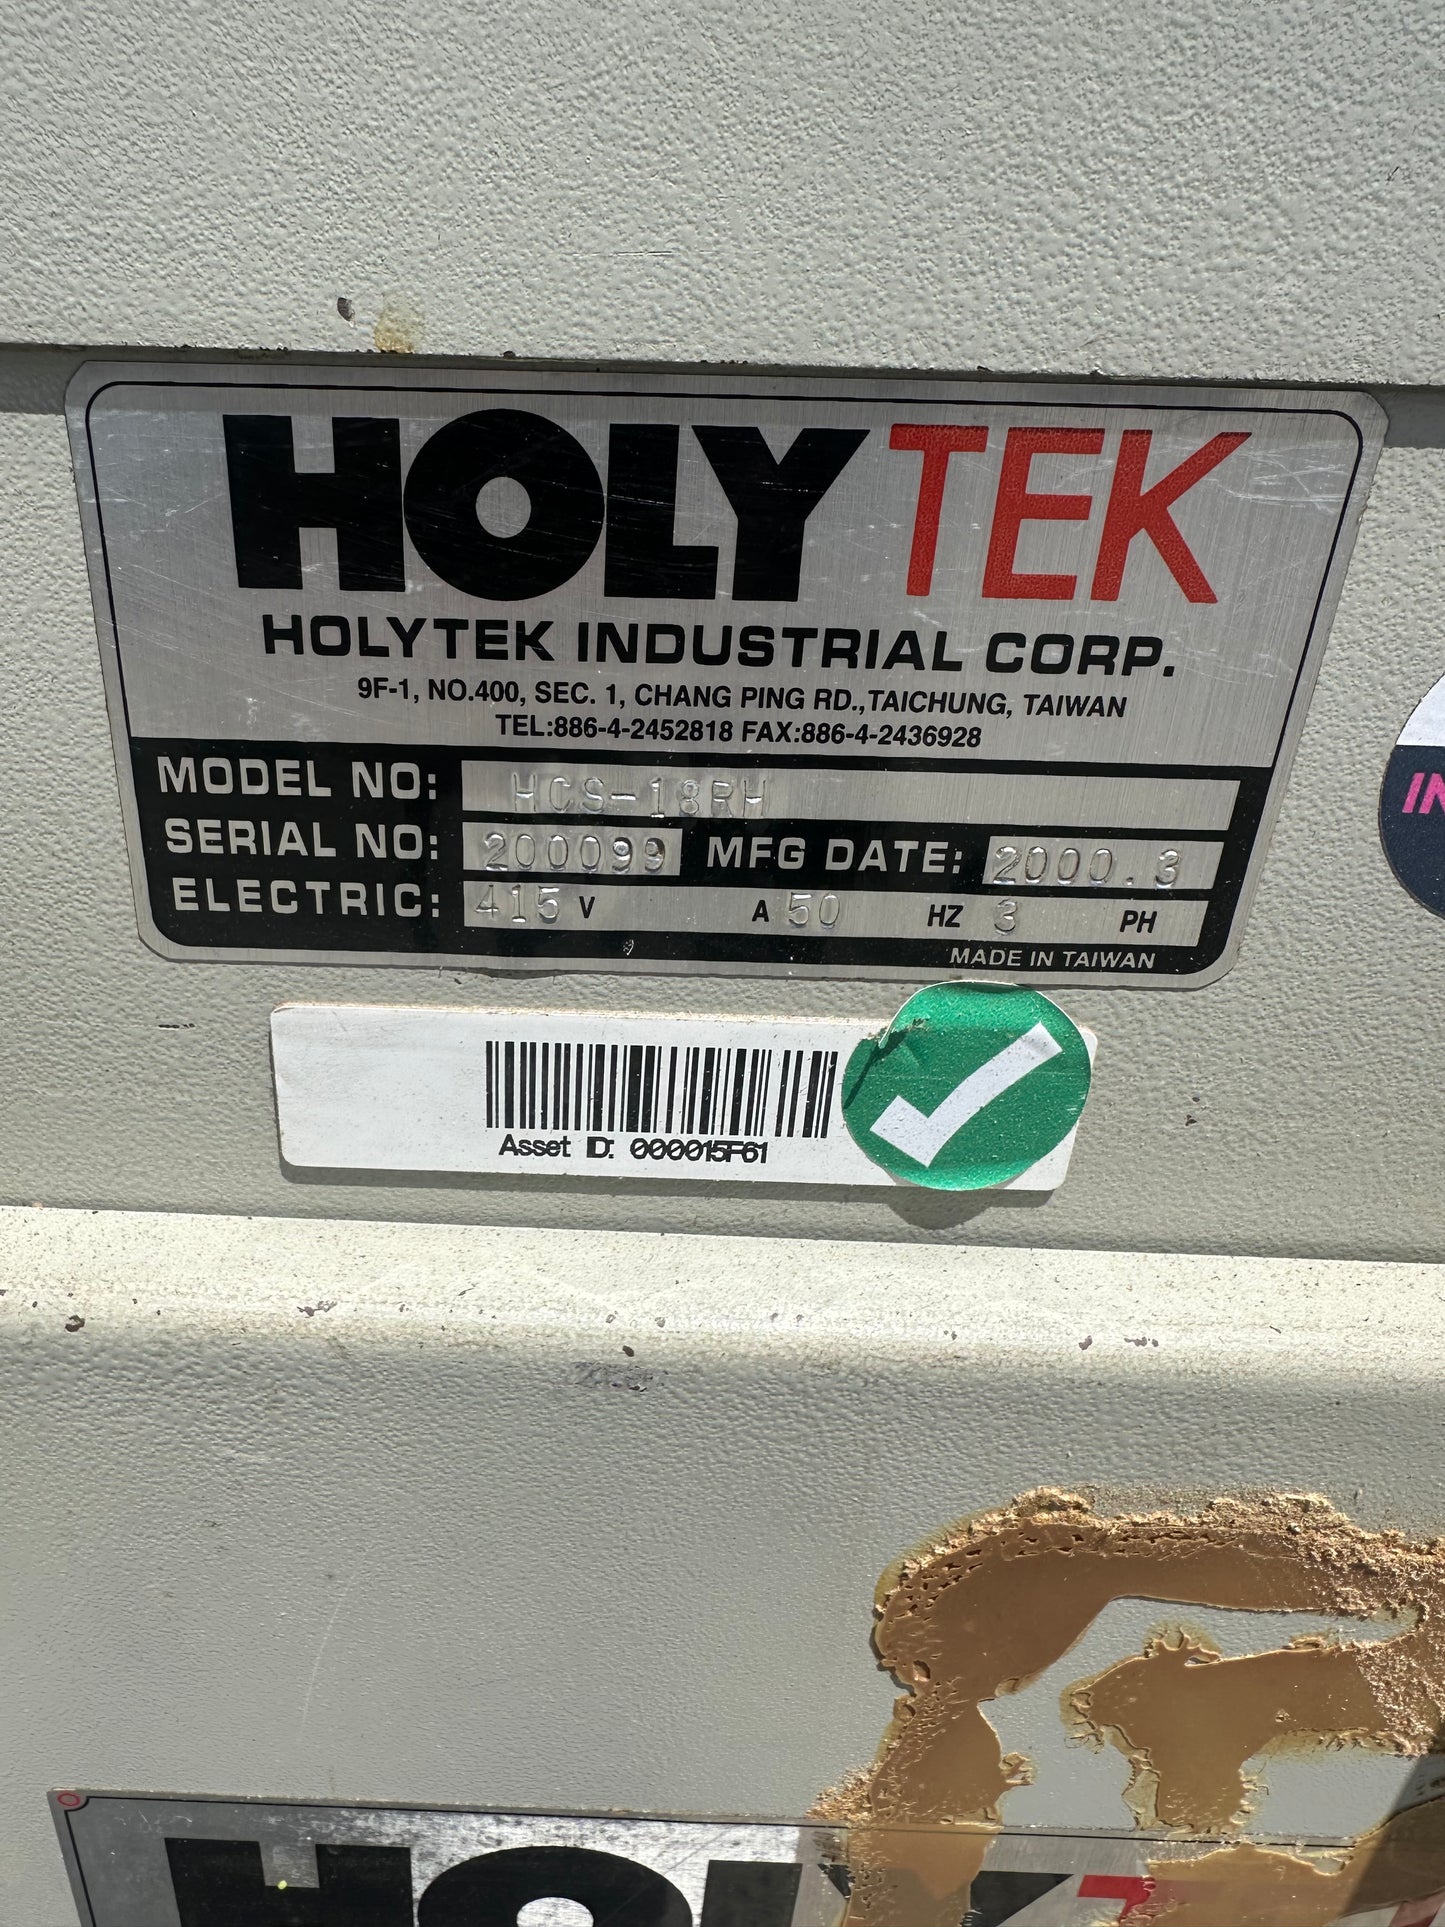 HOLYTEK
HOLYTEK INDUSTRIAL CORP.
9F-1, NO.400, SEC. 1, CHANG PING RD.,TAICHUNG, TAIWAN
TEL:886-4-2452818 FAX:886-4-2436928
MODEL NO: HCS-18RH
SERIAL NO: 200099 MFG DATE: 2000.3
ELECTRIC: 415 V A 50 HZ 3 PH
MADE IN TAIWAN
IN
Asset ID: 000015F61
HOLYT